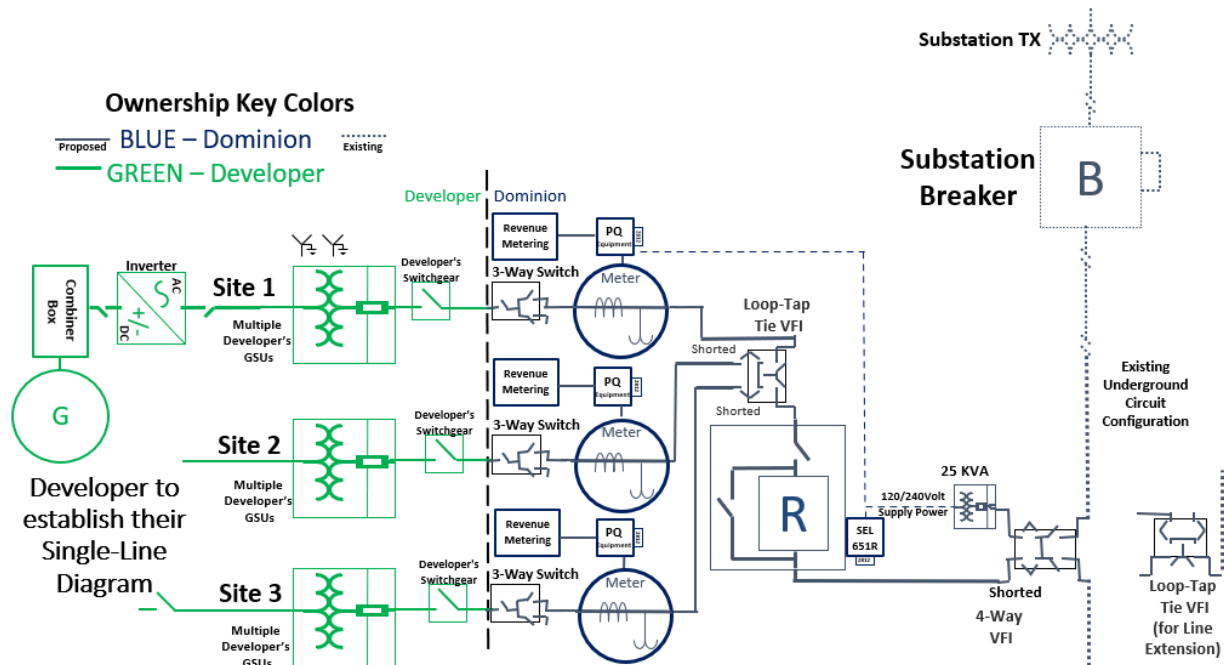 Substation TX
Ownership Key Colors
Proposed BLUE – Dominion Existing
GREEN – Developer
Substation
Breaker
B
Developer Dominion
Revenue
Metering
PQ
Equipment
2812
Combiner
Box
Inverter
AC
+/-
DC
Site 1
Multiple
Developer's
GSUs
Developer's
Switchgear
3-Way Switch
Meter
Loop-Tap
Tie VFI
Shorted
Shorted
Existing
Underground
Circuit
Configuration
G
Revenue
Metering
PQ
Equipment
2812
Site 2
Multiple
Developer's
GSUs
Developer's
Switchgear
3-Way Switch
Meter
Developer to
establish their
Single-Line
Diagram
R
SEL
651R
2812
120/240Volt
Supply Power
25 KVA
Revenue
Metering
PQ
Equipment
2812
Site 3
Multiple
Developer's
GSUs
Developer's
Switchgear
3-Way Switch
Meter
Shorted
4-Way
VFI
Loop-Tap
Tie VFI
(for Line
Extension)